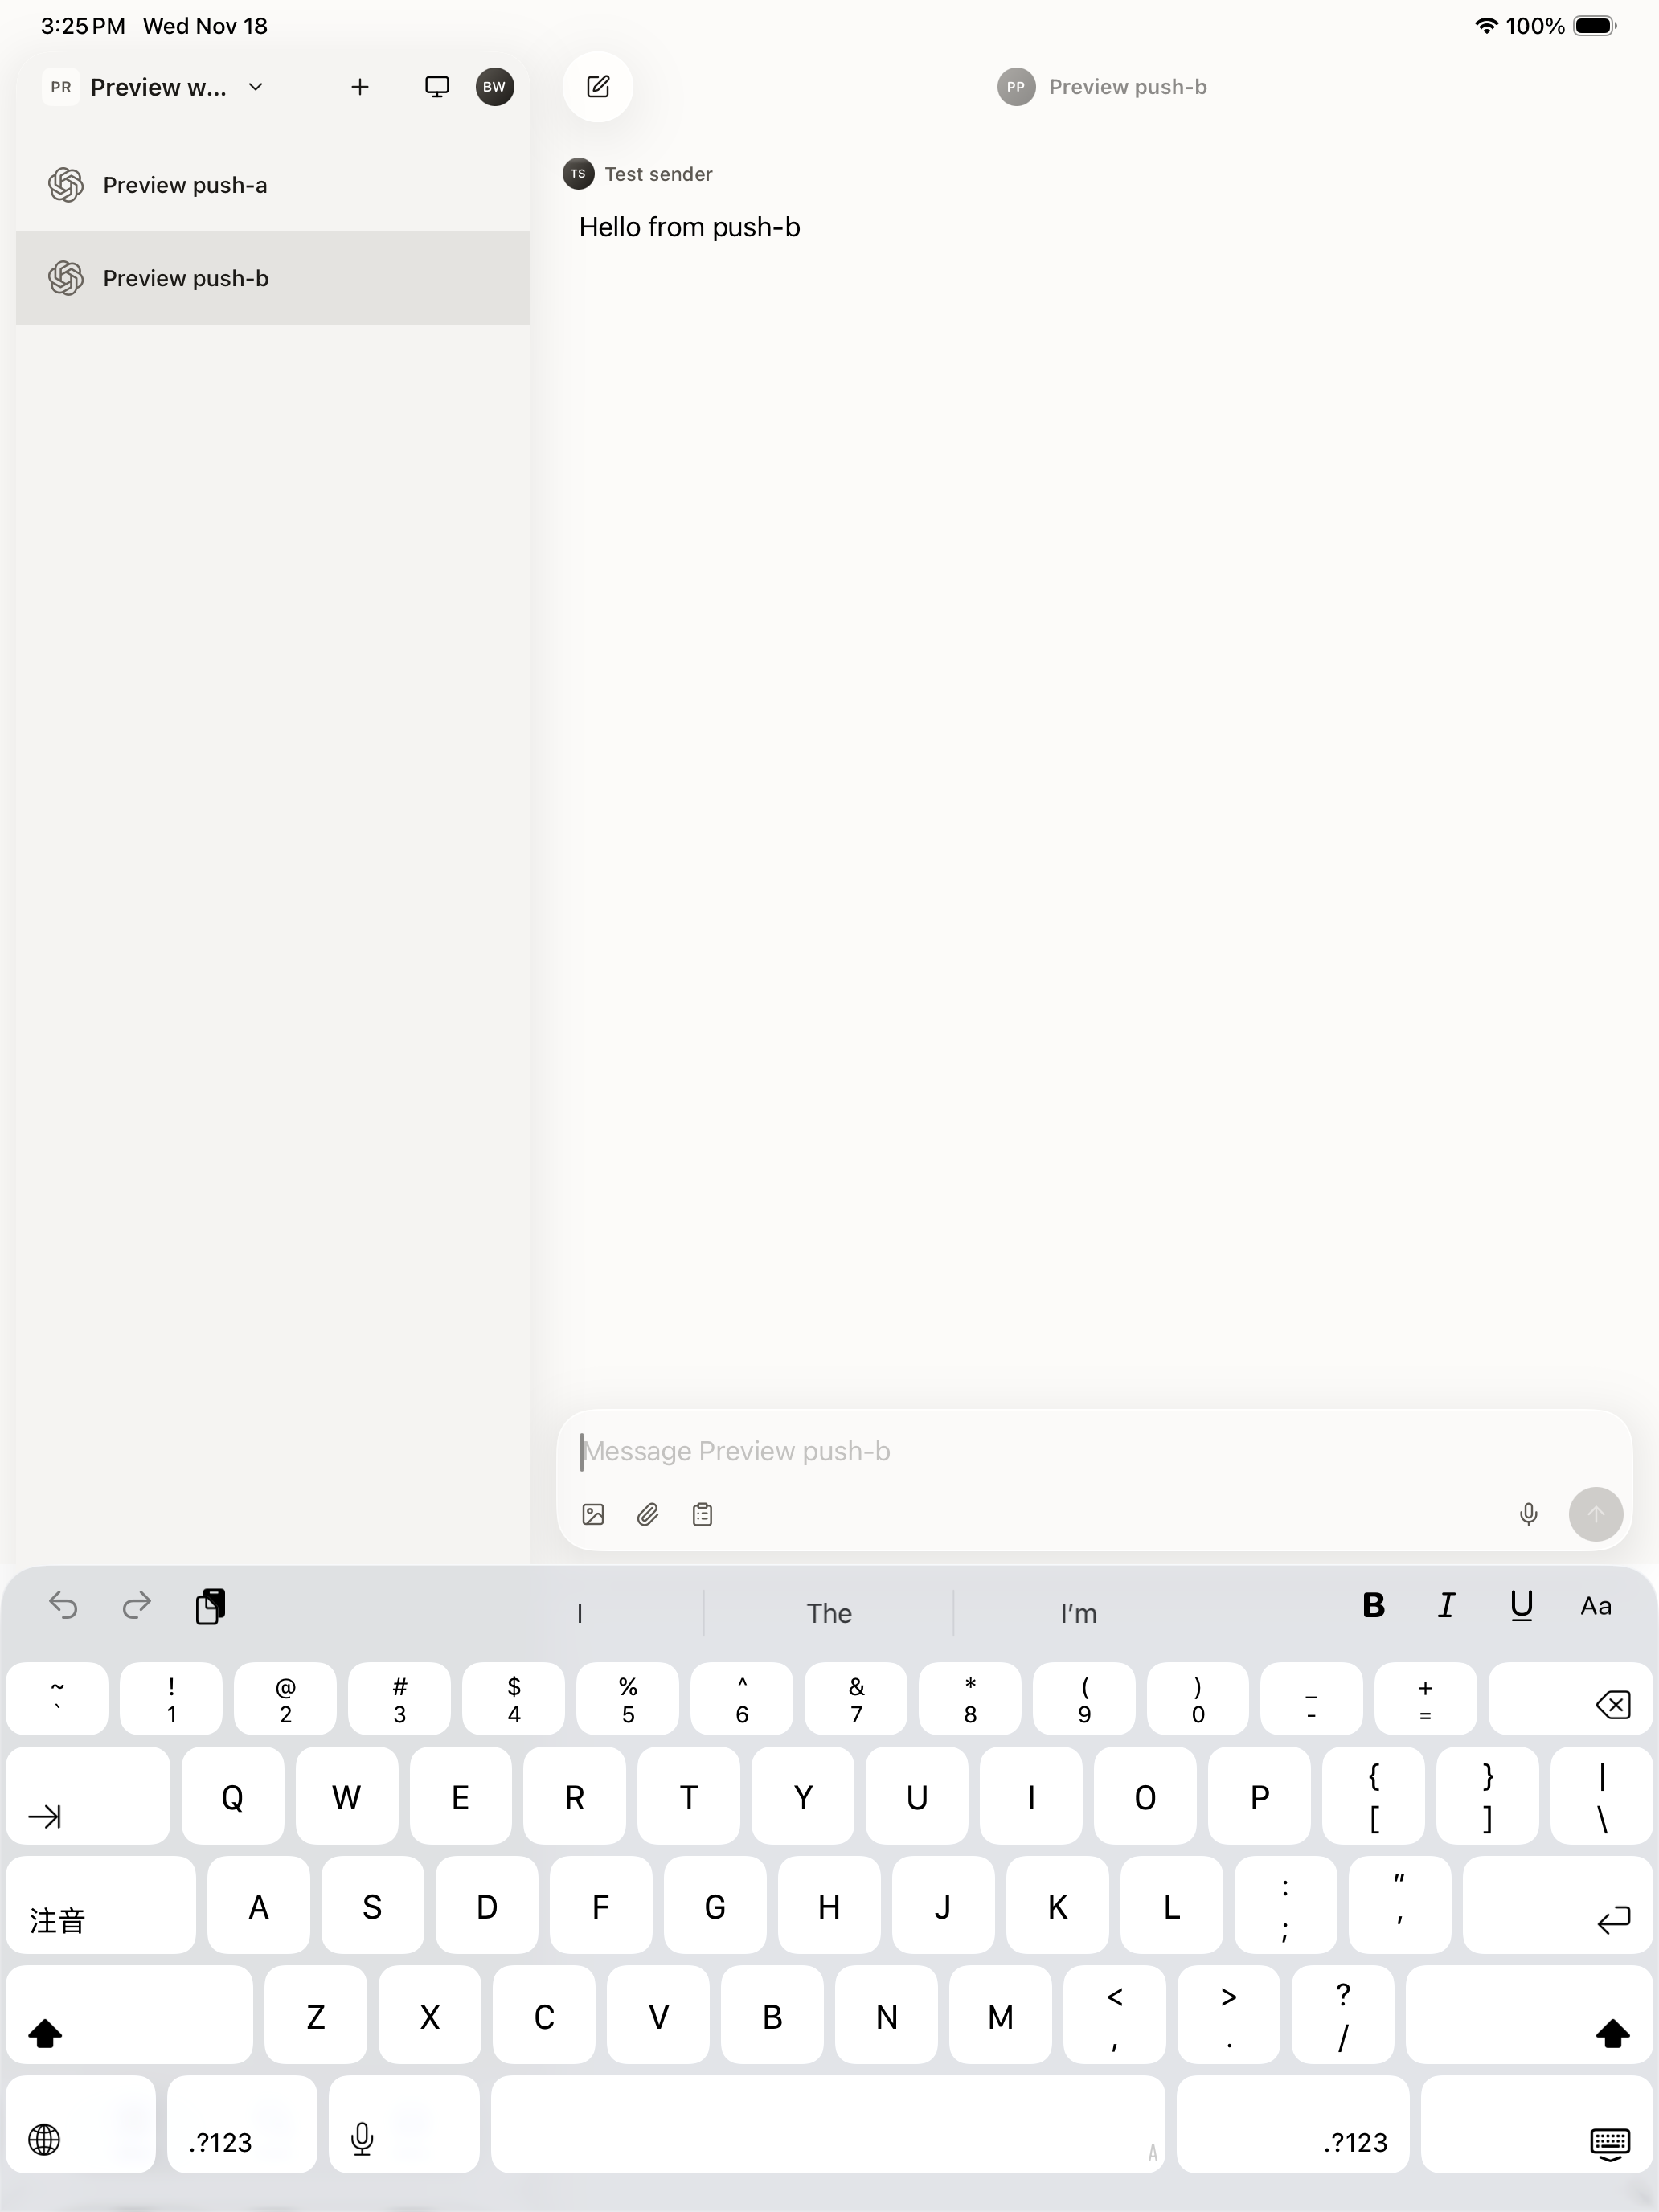 3:25 PM Wed Nov 18
100%
PR Preview w...
BW
Preview push-a
Preview push-b
PP Preview push-b
TS Test sender
Hello from push-b
Message Preview push-b
I The I’m
B I U Aa
~ ! @ # $ % ^ & * ( ) _ +
` 1 2 3 4 5 6 7 8 9 0 - =
Q W E R T Y U I O P { } |
[ ] \
注音 A S D F G H J K L : "
; '
Z X C V B N M < > ?
, . /
.?123 A .?123